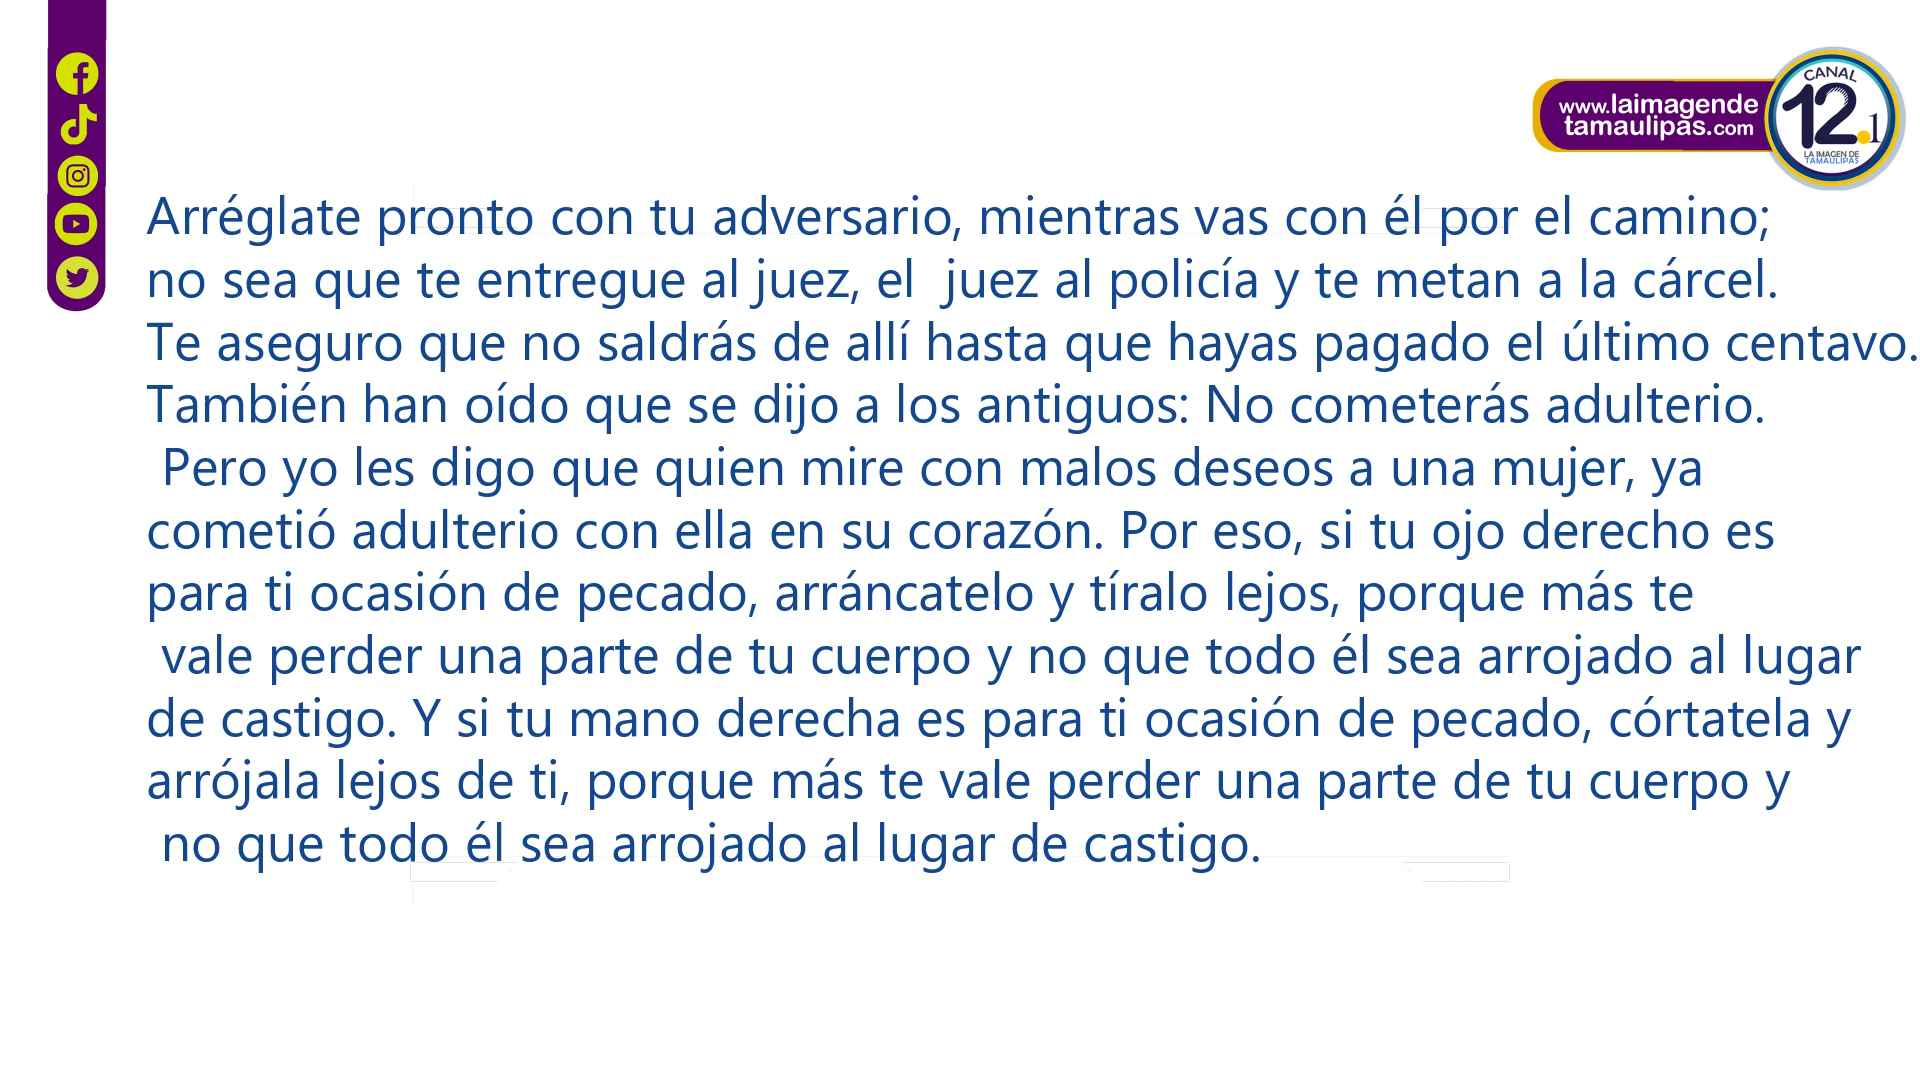 CANAL
12.1
LA IMAGEN DE
TAMAULIPAS
www.laimagende
tamaulipas.com
Arréglate pronto con tu adversario, mientras vas con él por el camino;
no sea que te entregue al juez, el  juez al policía y te metan a la cárcel.
Te aseguro que no saldrás de allí hasta que hayas pagado el último centavo.
También han oído que se dijo a los antiguos: No cometerás adulterio.
Pero yo les digo que quien mire con malos deseos a una mujer, ya
cometió adulterio con ella en su corazón. Por eso, si tu ojo derecho es
para ti ocasión de pecado, arráncatelo y tíralo lejos, porque más te
vale perder una parte de tu cuerpo y no que todo él sea arrojado al lugar
de castigo. Y si tu mano derecha es para ti ocasión de pecado, córtatela y
arrójala lejos de ti, porque más te vale perder una parte de tu cuerpo y
no que todo él sea arrojado al lugar de castigo.